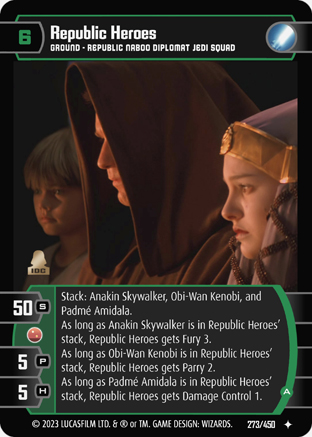 6
Republic Heroes
GROUND - REPUBLIC NABOO DIPLOMAT JEDI SQUAD
IDC
50 S
5 P
5 H
Stack: Anakin Skywalker, Obi-Wan Kenobi, and
Padmé Amidala.
As long as Anakin Skywalker is in Republic Heroes'
stack, Republic Heroes gets Fury 3.
As long as Obi-Wan Kenobi is in Republic Heroes'
stack, Republic Heroes gets Parry 2.
As long as Padmé Amidala is in Republic Heroes'
stack, Republic Heroes gets Damage Control 1.
A
© 2023 LUCASFILM LTD. & ® or TM. GAME DESIGN: WIZARDS.
273/450